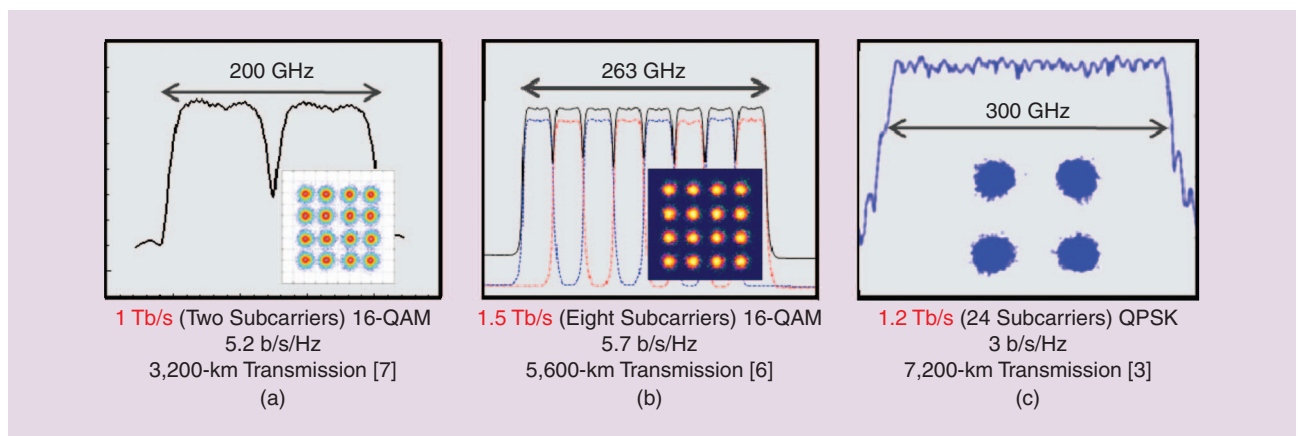 200 GHz
1 Tb/s (Two Subcarriers) 16-QAM
5.2 b/s/Hz
3,200-km Transmission [7]
(a)
263 GHz
1.5 Tb/s (Eight Subcarriers) 16-QAM
5.7 b/s/Hz
5,600-km Transmission [6]
(b)
300 GHz
1.2 Tb/s (24 Subcarriers) QPSK
3 b/s/Hz
7,200-km Transmission [3]
(c)